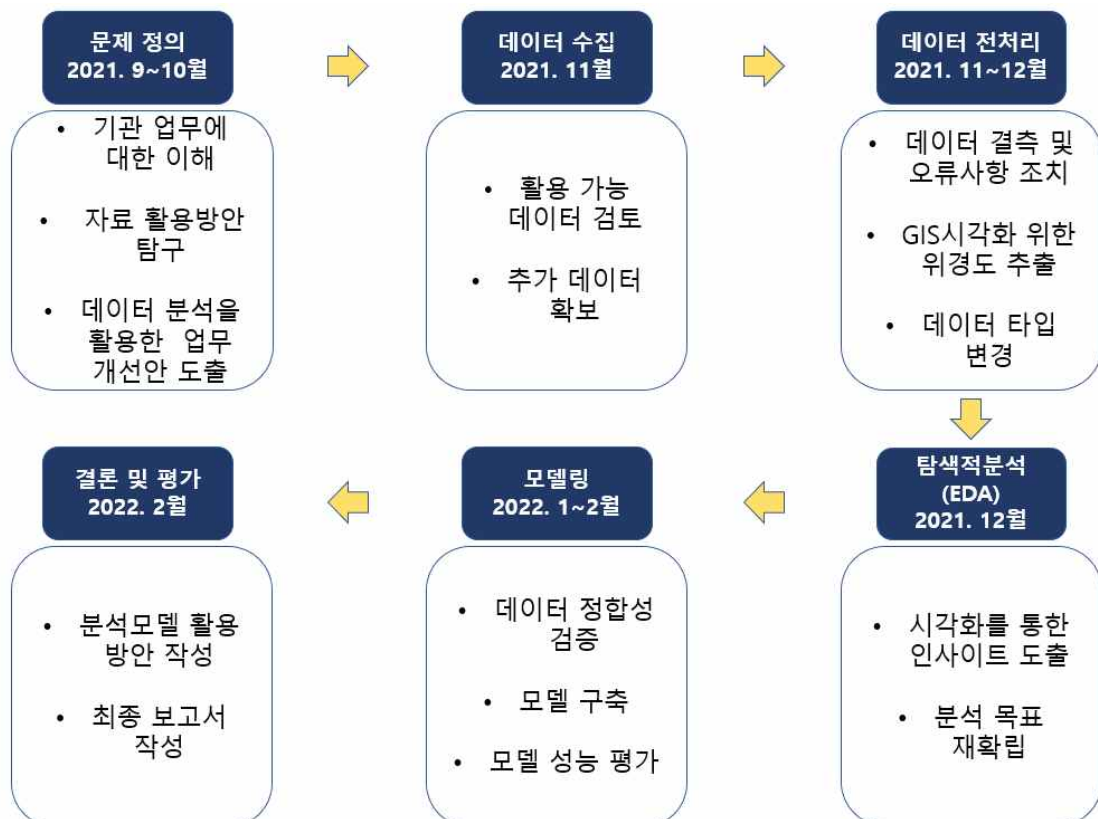 문제 정의
2021. 9~10월
• 기관 업무에
대한 이해
• 자료 활용방안
탐구
• 데이터 분석을
활용한 업무
개선안 도출
데이터 수집
2021. 11월
• 활용 가능
데이터 검토
• 추가 데이터
확보
데이터 전처리
2021. 11~12월
• 데이터 결측 및
오류사항 조치
• GIS시각화 위한
위경도 추출
• 데이터 타입
변경
탐색적분석
(EDA)
2021. 12월
• 시각화를 통한
인사이트 도출
• 분석 목표
재확립
모델링
2022. 1~2월
• 데이터 정합성
검증
• 모델 구축
• 모델 성능 평가
결론 및 평가
2022. 2월
• 분석모델 활용
방안 작성
• 최종 보고서
작성